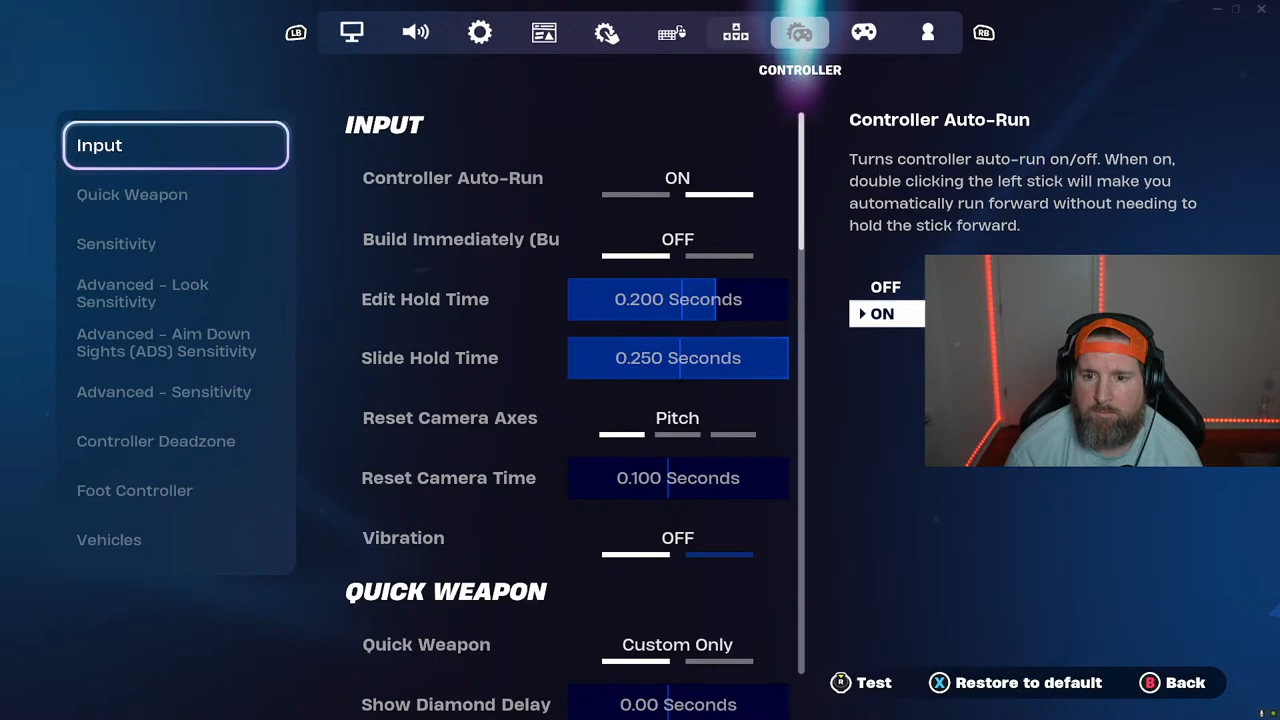 LB
RB
CONTROLLER
Input
Quick Weapon
Sensitivity
Advanced - Look
Sensitivity
Advanced - Aim Down
Sights (ADS) Sensitivity
Advanced - Sensitivity
Controller Deadzone
Foot Controller
Vehicles
INPUT
Controller Auto-Run
ON
Build Immediately (Bu
OFF
Edit Hold Time
0.200 Seconds
Slide Hold Time
0.250 Seconds
Reset Camera Axes
Pitch
Reset Camera Time
0.100 Seconds
Vibration
OFF
QUICK WEAPON
Quick Weapon
Custom Only
Show Diamond Delay
0.00 Seconds
Controller Auto-Run
Turns controller auto-run on/off. When on,
double clicking the left stick will make you
automatically run forward without needing to
hold the stick forward.
OFF
ON
R Test
X Restore to default
B Back